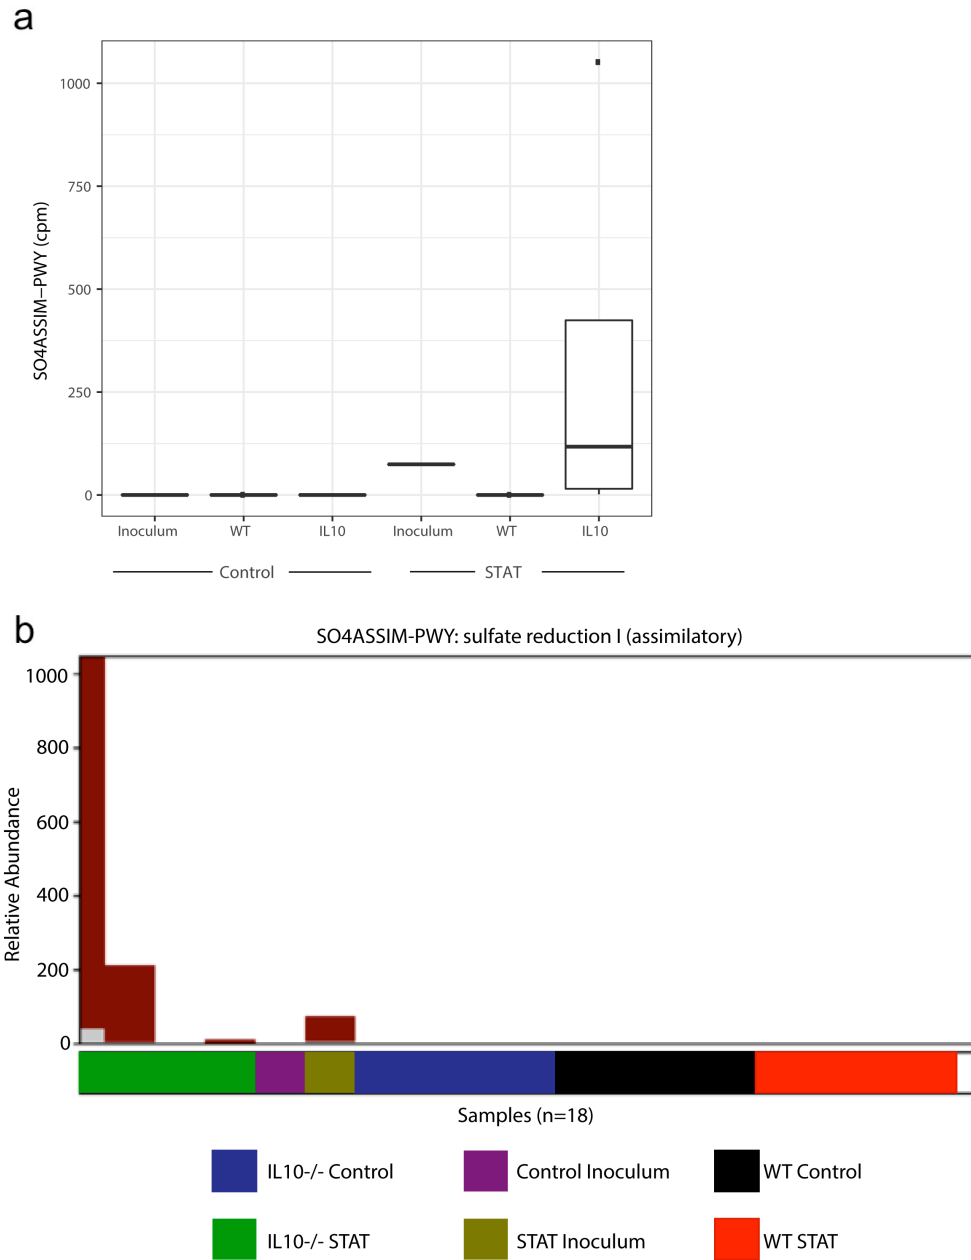 a
1000
750
500
250
0
SO4ASSIM−PWY (cpm)
Inoculum WT IL10 Inoculum WT IL10
Control STAT
b
SO4ASSIM-PWY: sulfate reduction I (assimilatory)
1000
800
600
400
200
0
Relative Abundance
Samples (n=18)
IL10-/- Control Control Inoculum WT Control
IL10-/- STAT STAT Inoculum WT STAT